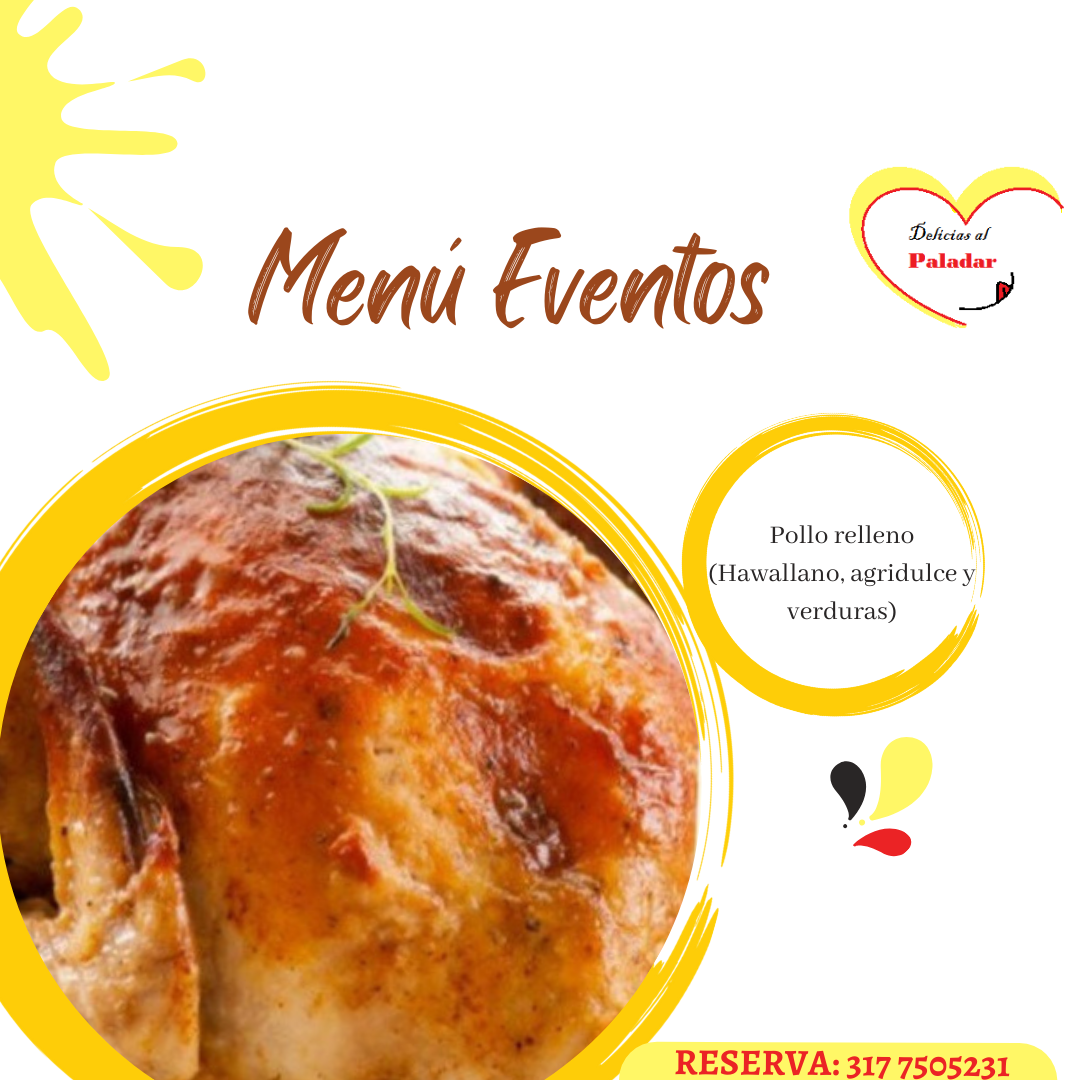 Menú Eventos
Delicias al
Paladar
Pollo relleno
(Hawallano, agridulce y
verduras)
RESERVA: 317 7505231